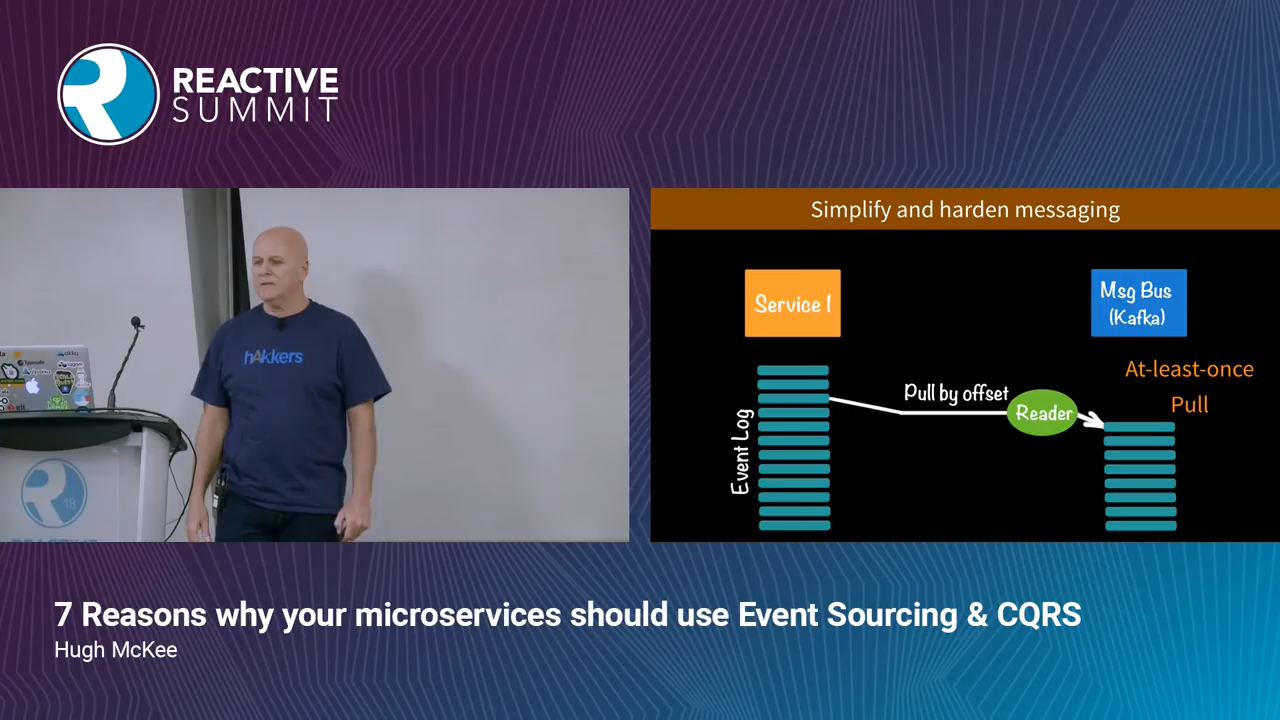 REACTIVE
SUMMIT
hAkkers
18
Simplify and harden messaging
Service 1
Msg Bus
(Kafka)
At-least-once
Pull
Pull by offset
Reader
Event Log
7 Reasons why your microservices should use Event Sourcing & CQRS
Hugh McKee